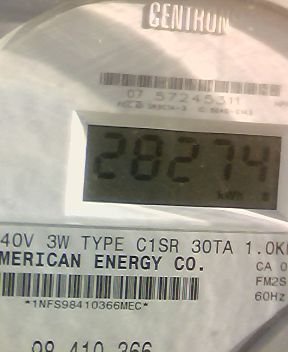 CENTRON
07 57245311
28274
kWh
40V 3W TYPE C1SR 30TA 1.0K
MERICAN ENERGY CO.
CA 0
FM2S
60Hz
*1NFS98410366MEC*
98 410 366